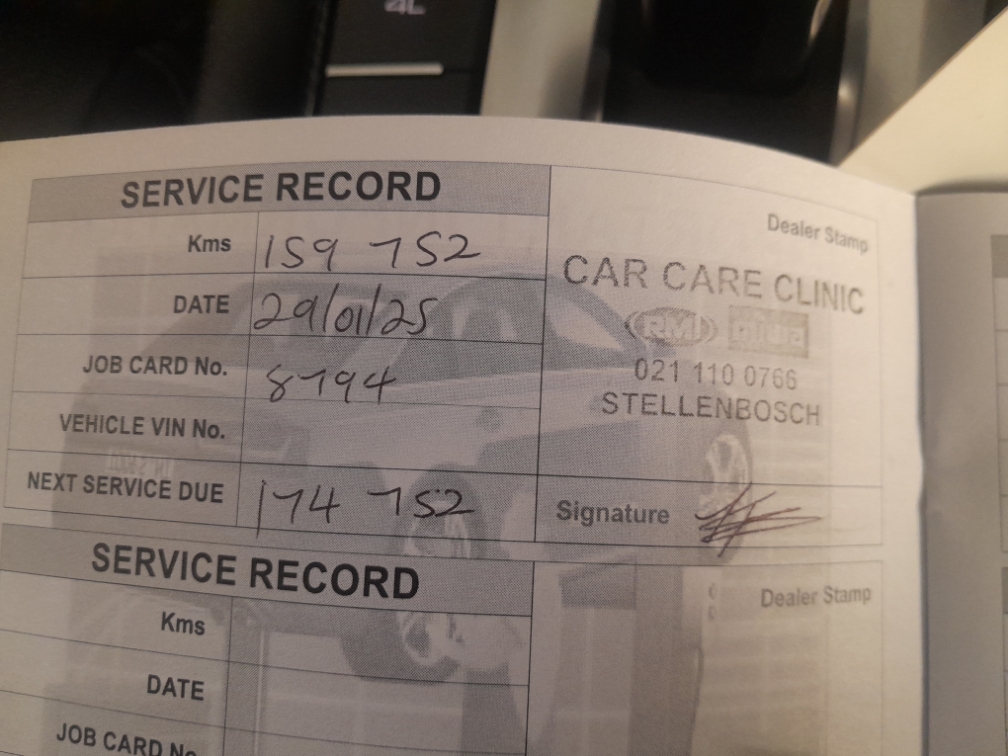 4L
SERVICE RECORD
Dealer Stamp
Kms 159 752
CAR CARE CLINIC
DATE 29/01/25
RMI
021 110 0766
JOB CARD No. 8794
STELLENBOSCH
VEHICLE VIN No.
NEXT SERVICE DUE 174 752
Signature
SERVICE RECORD
Dealer Stamp
Kms
DATE
JOB CARD No